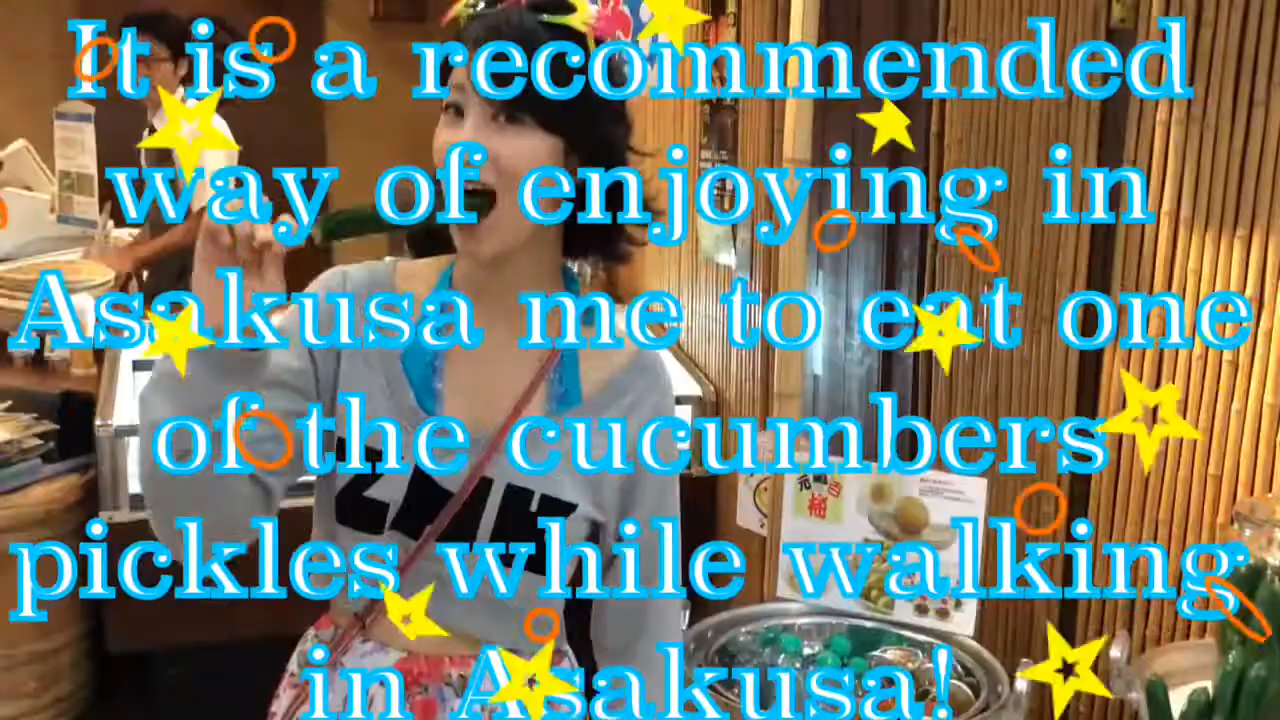 It is a recommended
way of enjoying in
Asakusa me to eat one
of the cucumbers
pickles while walking
in Asakusa!